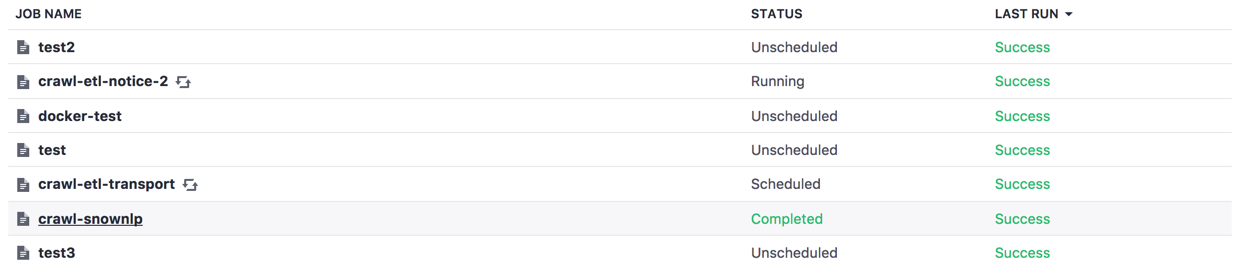 JOB NAME STATUS LAST RUN
test2 Unscheduled Success
crawl-etl-notice-2 Running Success
docker-test Unscheduled Success
test Unscheduled Success
crawl-etl-transport Scheduled Success
crawl-snownlp Completed Success
test3 Unscheduled Success